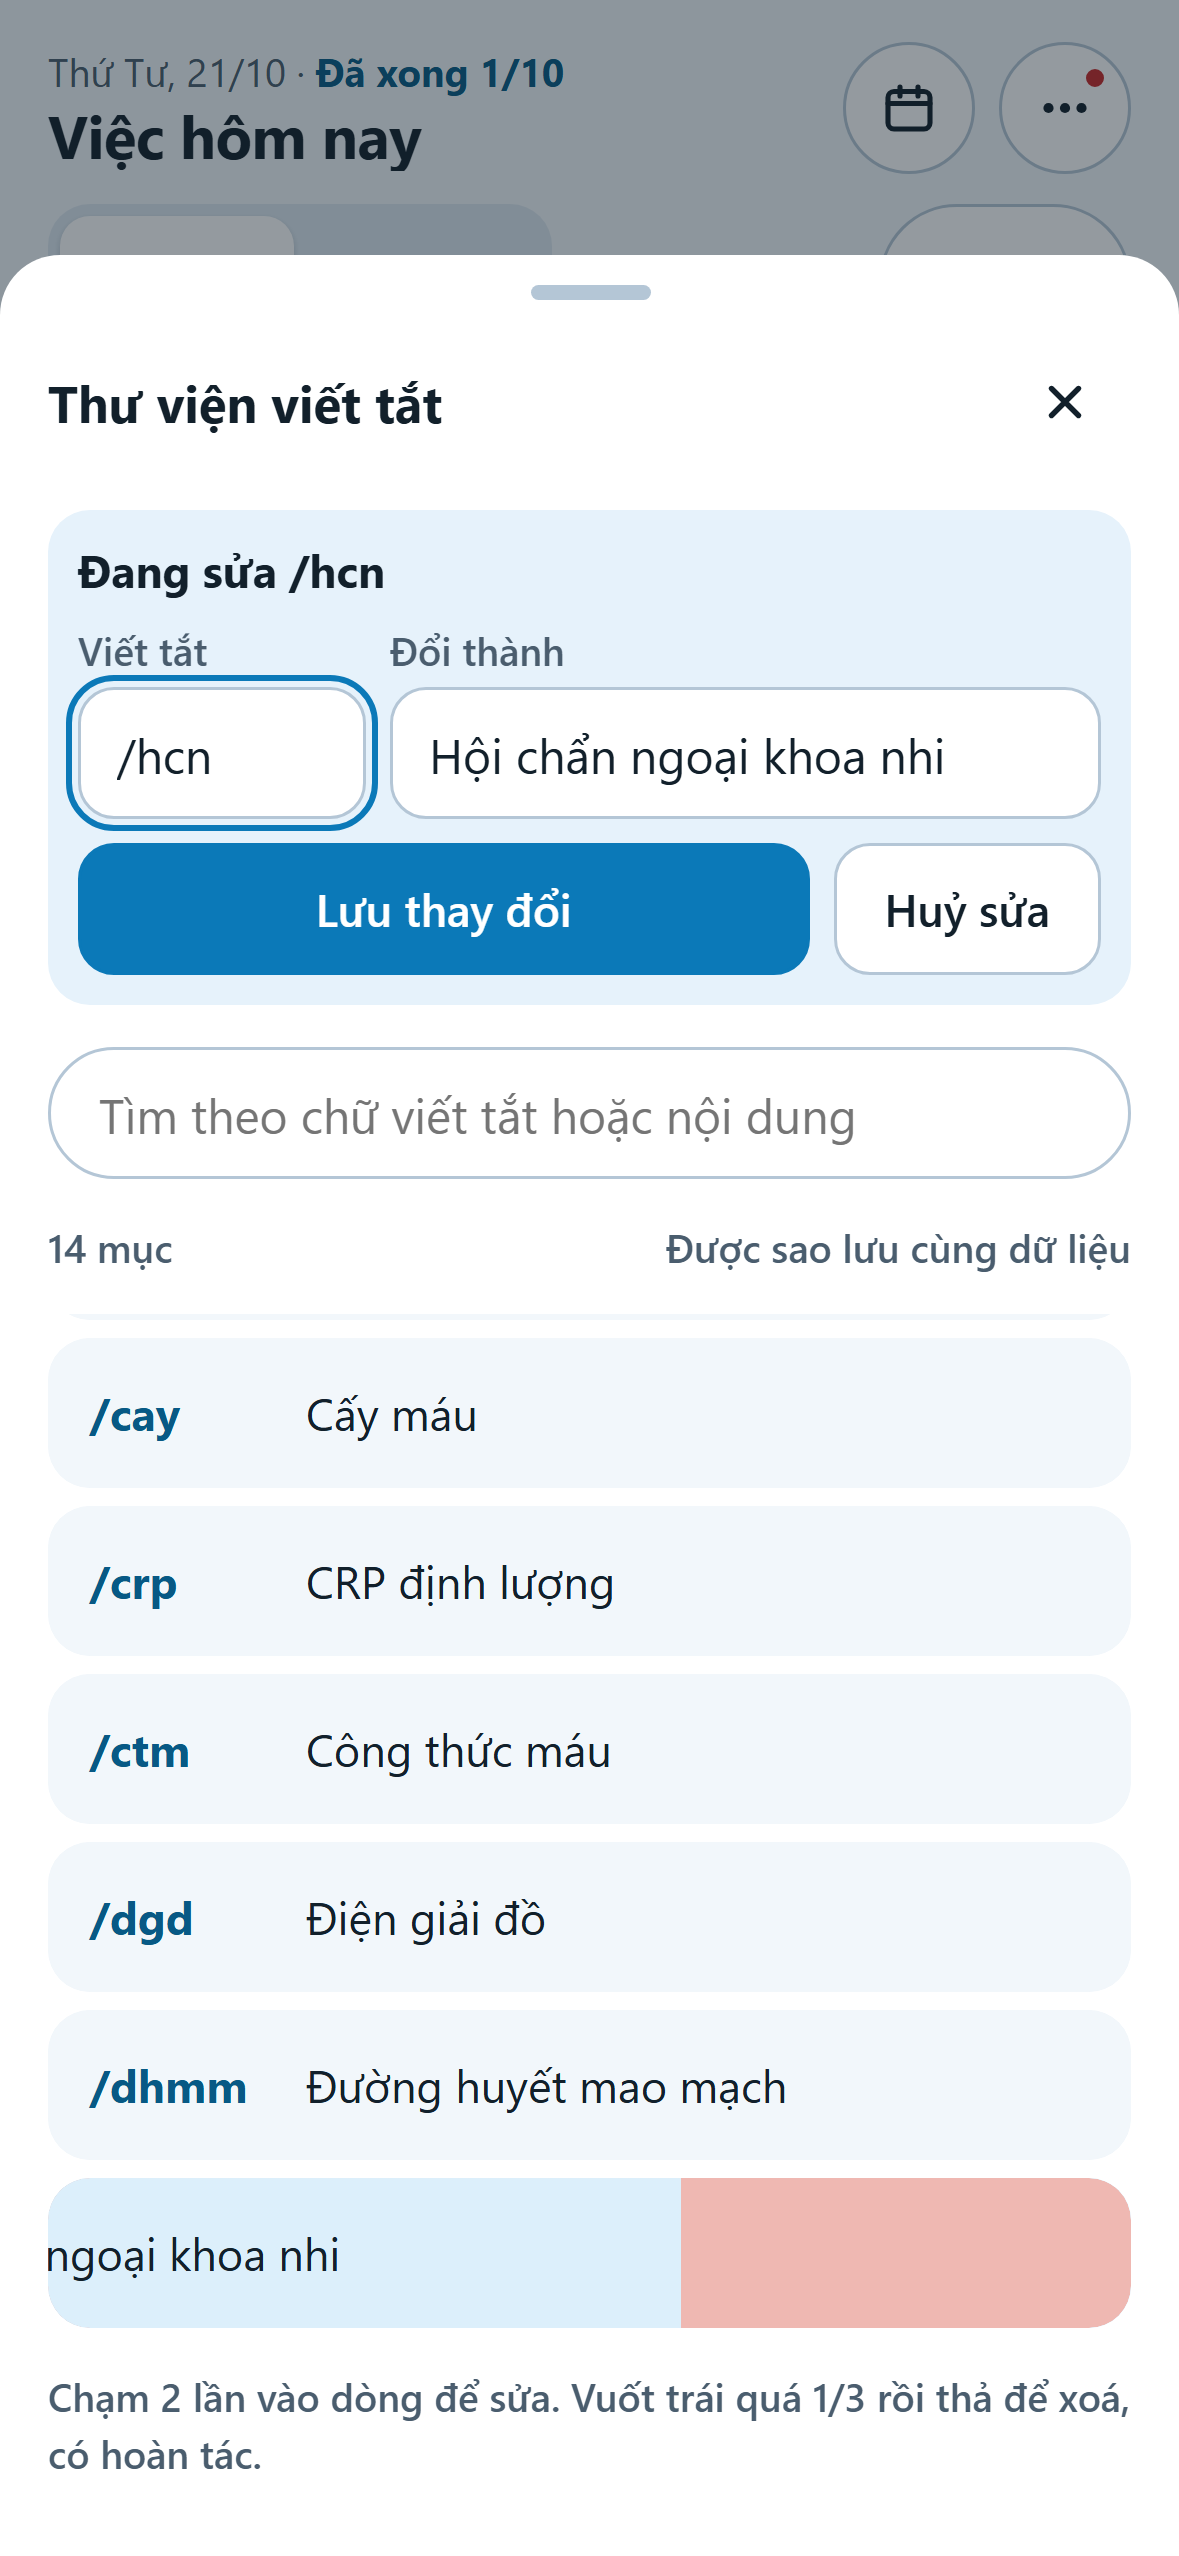 Thứ Tư, 21/10 · Đã xong 1/10
Việc hôm nay
Thư viện viết tắt
Đang sửa /hcn
Viết tắt
Đổi thành
/hcn
Hội chẩn ngoại khoa nhi
Lưu thay đổi
Huỷ sửa
Tìm theo chữ viết tắt hoặc nội dung
14 mục
Được sao lưu cùng dữ liệu
/cay Cấy máu
/crp CRP định lượng
/ctm Công thức máu
/dgd Điện giải đồ
/dhmm Đường huyết mao mạch
ngoại khoa nhi
Chạm 2 lần vào dòng để sửa. Vuốt trái quá 1/3 rồi thả để xoá,
có hoàn tác.